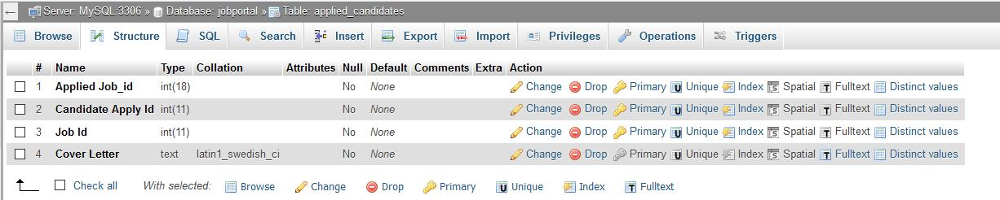 Server: MySQL:3306 » Database: jobportal » Table: applied_candidates
Browse Structure SQL Search Insert Export Import Privileges Operations Triggers
# Name Type Collation Attributes Null Default Comments Extra Action
1 Applied Job_id int(18) No None Change Drop Primary Unique Index Spatial Fulltext Distinct values
2 Candidate Apply Id int(11) No None Change Drop Primary Unique Index Spatial Fulltext Distinct values
3 Job Id int(11) No None Change Drop Primary Unique Index Spatial Fulltext Distinct values
4 Cover Letter text latin1_swedish_ci No None Change Drop Primary Unique Index Spatial Fulltext Distinct values
Check all With selected: Browse Change Drop Primary Unique Index Fulltext